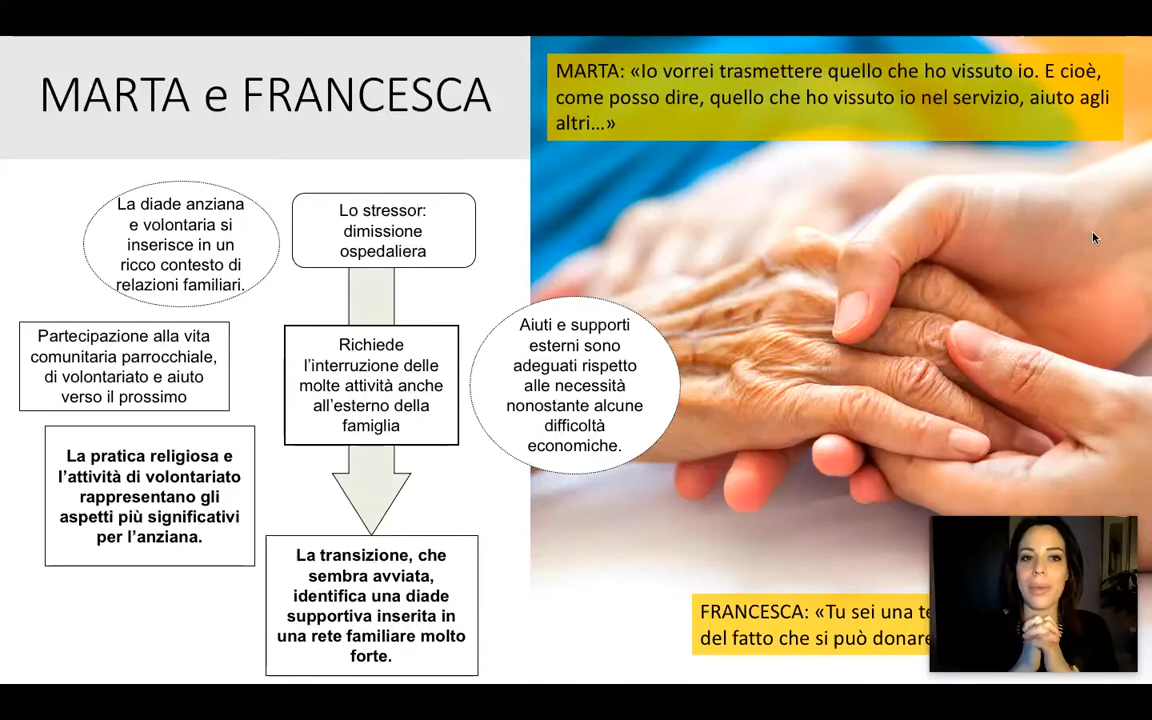 MARTA e FRANCESCA
MARTA: «Io vorrei trasmettere quello che ho vissuto io. E cioè,
come posso dire, quello che ho vissuto io nel servizio, aiuto agli
altri…»
La diade anziana
e volontaria si
inserisce in un
ricco contesto di
relazioni familiari.
Lo stressor:
dimissione
ospedaliera
Partecipazione alla vita
comunitaria parrocchiale,
di volontariato e aiuto
verso il prossimo
Richiede
l’interruzione delle
molte attività anche
all’esterno della
famiglia
Aiuti e supporti
esterni sono
adeguati rispetto
alle necessità
nonostante alcune
difficoltà
economiche.
La pratica religiosa e
l’attività di volontariato
rappresentano gli
aspetti più significativi
per l’anziana.
La transizione, che
sembra avviata,
identifica una diade
supportiva inserita in
una rete familiare molto
forte.
FRANCESCA: «Tu sei una
del fatto che si può donare